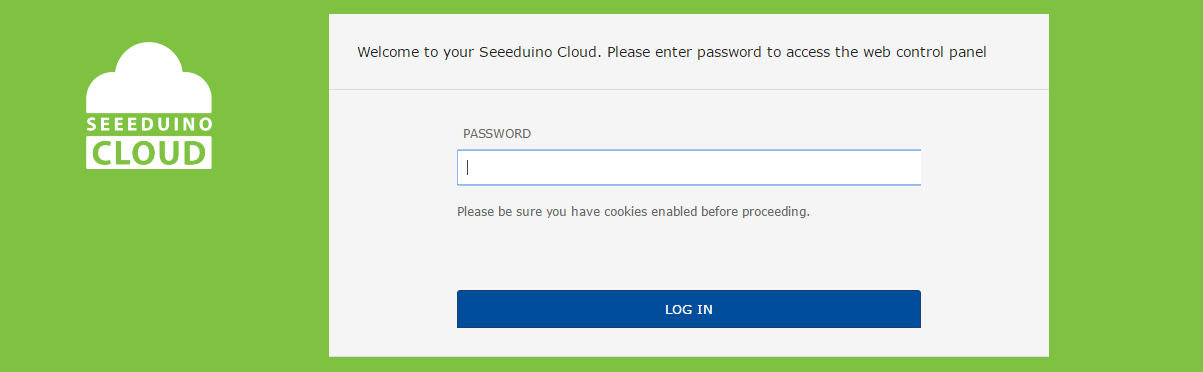 SEEEDUINO
CLOUD
Welcome to your Seeeduino Cloud. Please enter password to access the web control panel
PASSWORD
Please be sure you have cookies enabled before proceeding.
LOG IN